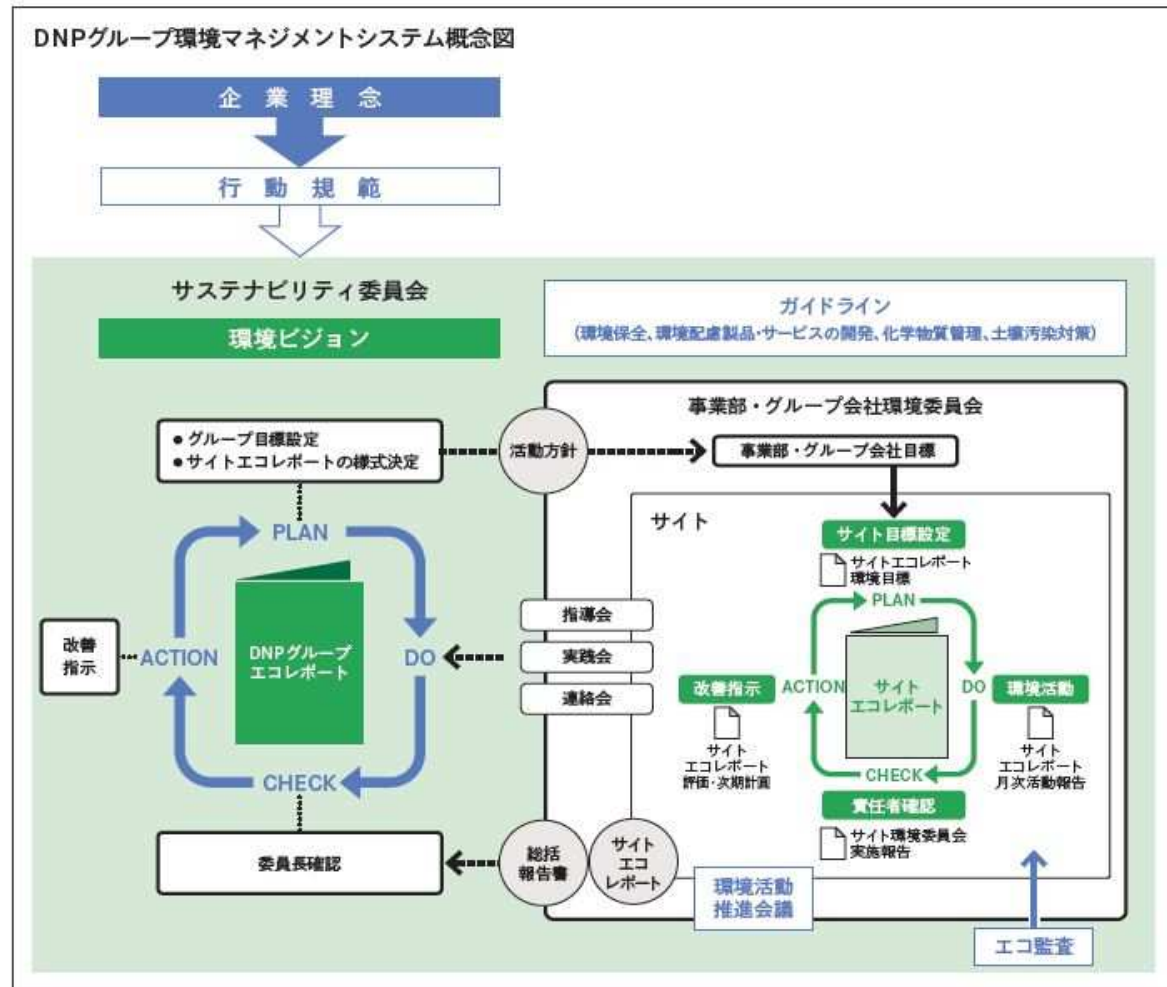 DNPグループ環境マネジメントシステム概念図
企業理念
行動規範
サステナビリティ委員会
環境ビジョン
ガイドライン
(環境保全、環境配慮製品・サービスの開発、化学物質管理、土壌汚染対策)
●グループ目標設定
●サイトエコレポートの様式決定
活動方針
事業部・グループ会社環境委員会
事業部・グループ会社目標
PLAN
DO
CHECK
ACTION
DNPグループ
エコレポート
改善
指示
委員長確認
指導会
実践会
連絡会
総括
報告書
サイト
エコ
レポート
サイト
サイト目標設定
サイトエコレポート
環境目標
PLAN
DO
CHECK
ACTION
サイト
エコレポート
環境活動
サイト
エコレポート
月次活動報告
責任者確認
サイト環境委員会
実施報告
改善指示
サイト
エコレポート
評価・次期計画
環境活動
推進会議
エコ監査